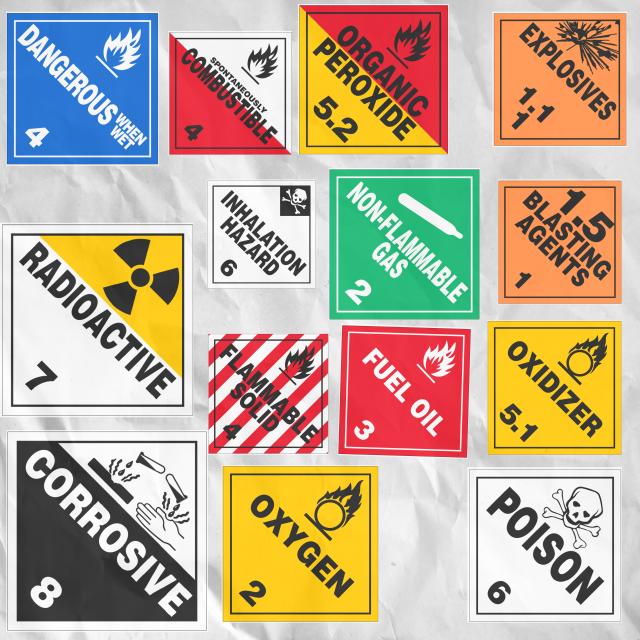 DANGEROUS
WHEN
WET
4
SPONTANEOUSLY
COMBUSTIBLE
4
ORGANIC
PEROXIDE
5.2
EXPLOSIVES
1.1
1
INHALATION
HAZARD
6
NON-FLAMMABLE
GAS
2
1.5
BLASTING
AGENTS
1
RADIOACTIVE
7
FLAMMABLE
SOLID
4
FUEL OIL
3
OXIDIZER
5.1
CORROSIVE
8
OXYGEN
2
POISON
6